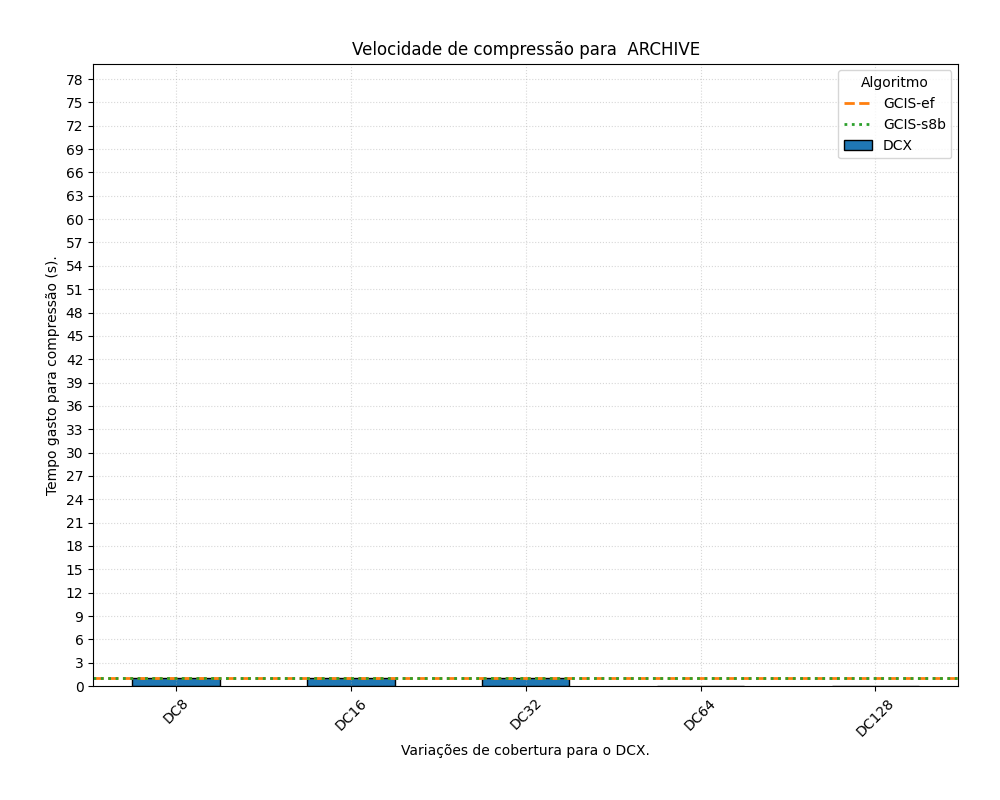 Velocidade de compressão para  ARCHIVE
Algoritmo
GCIS-ef
GCIS-s8b
DCX
Tempo gasto para compressão (s).
78
75
72
69
66
63
60
57
54
51
48
45
42
39
36
33
30
27
24
21
18
15
12
9
6
3
0
DC8
DC16
DC32
DC64
DC128
Variações de cobertura para o DCX.